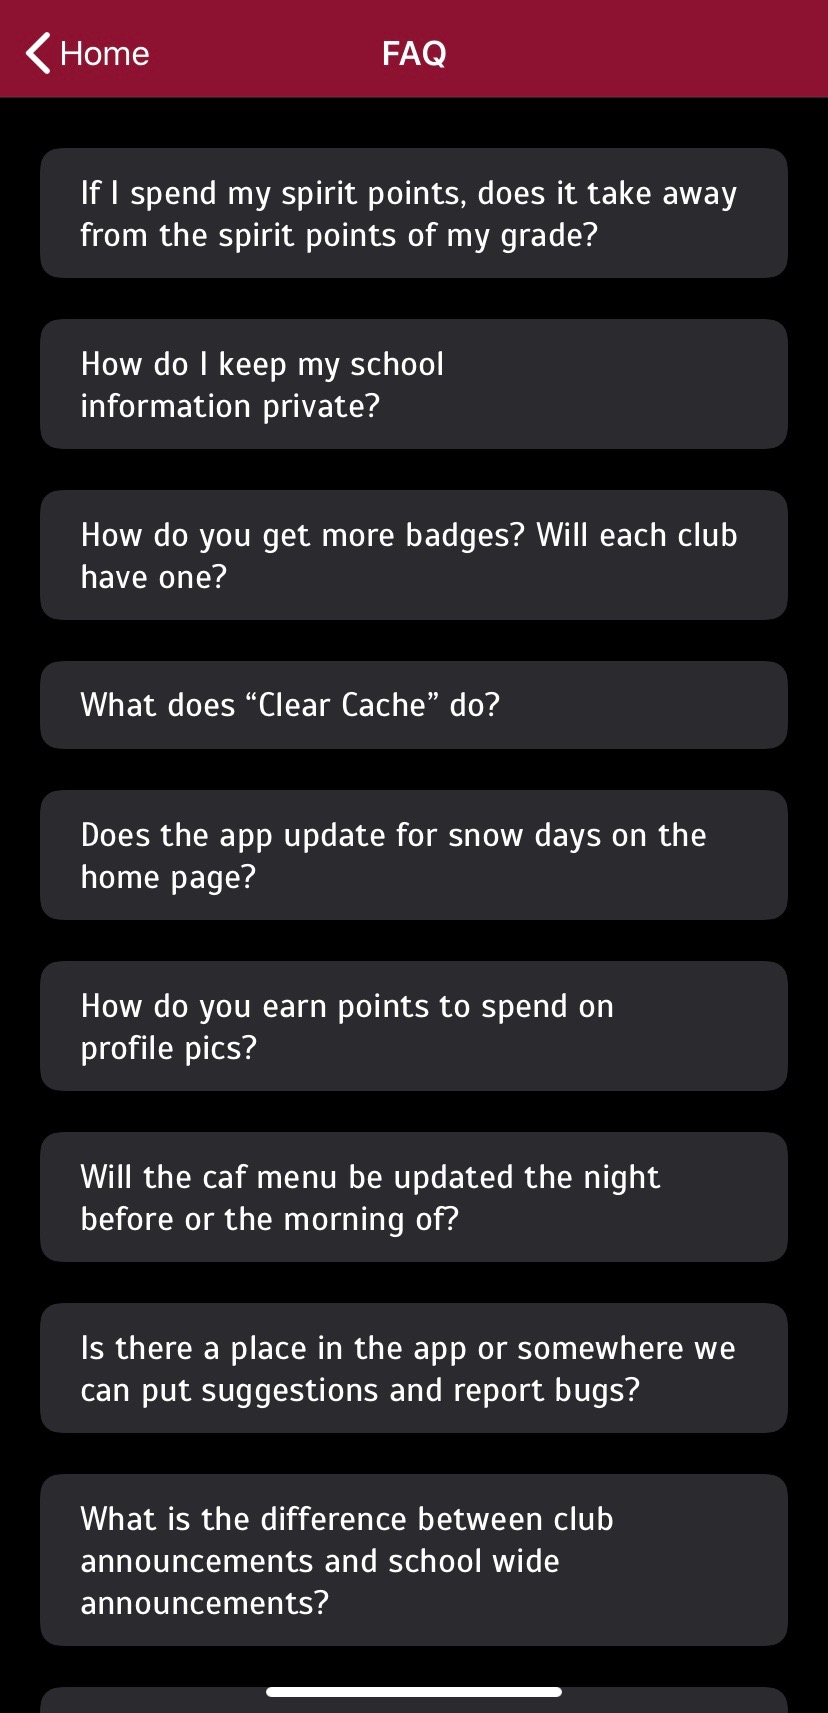 Home
FAQ
If I spend my spirit points, does it take away
from the spirit points of my grade?
How do I keep my school
information private?
How do you get more badges? Will each club
have one?
What does “Clear Cache” do?
Does the app update for snow days on the
home page?
How do you earn points to spend on
profile pics?
Will the caf menu be updated the night
before or the morning of?
Is there a place in the app or somewhere we
can put suggestions and report bugs?
What is the difference between club
announcements and school wide
announcements?